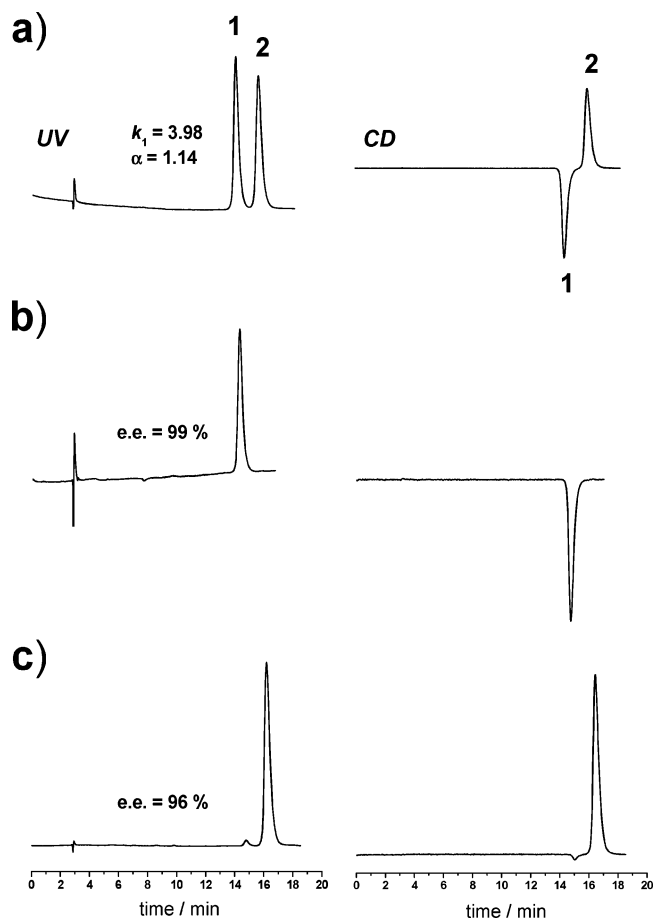 a)
1
2
UV
k1 = 3.98
α = 1.14
CD
2
1
b)
e.e. = 99 %
c)
e.e. = 96 %
0 2 4 6 8 10 12 14 16 18 20
time / min
0 2 4 6 8 10 12 14 16 18 20
time / min